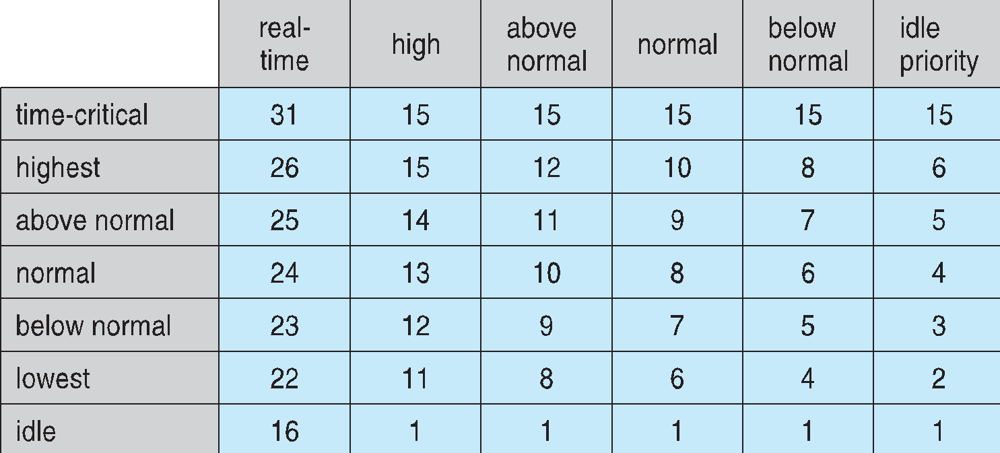 real-time high above normal normal below normal idle priority
time-critical 31 15 15 15 15 15
highest 26 15 12 10 8 6
above normal 25 14 11 9 7 5
normal 24 13 10 8 6 4
below normal 23 12 9 7 5 3
lowest 22 11 8 6 4 2
idle 16 1 1 1 1 1